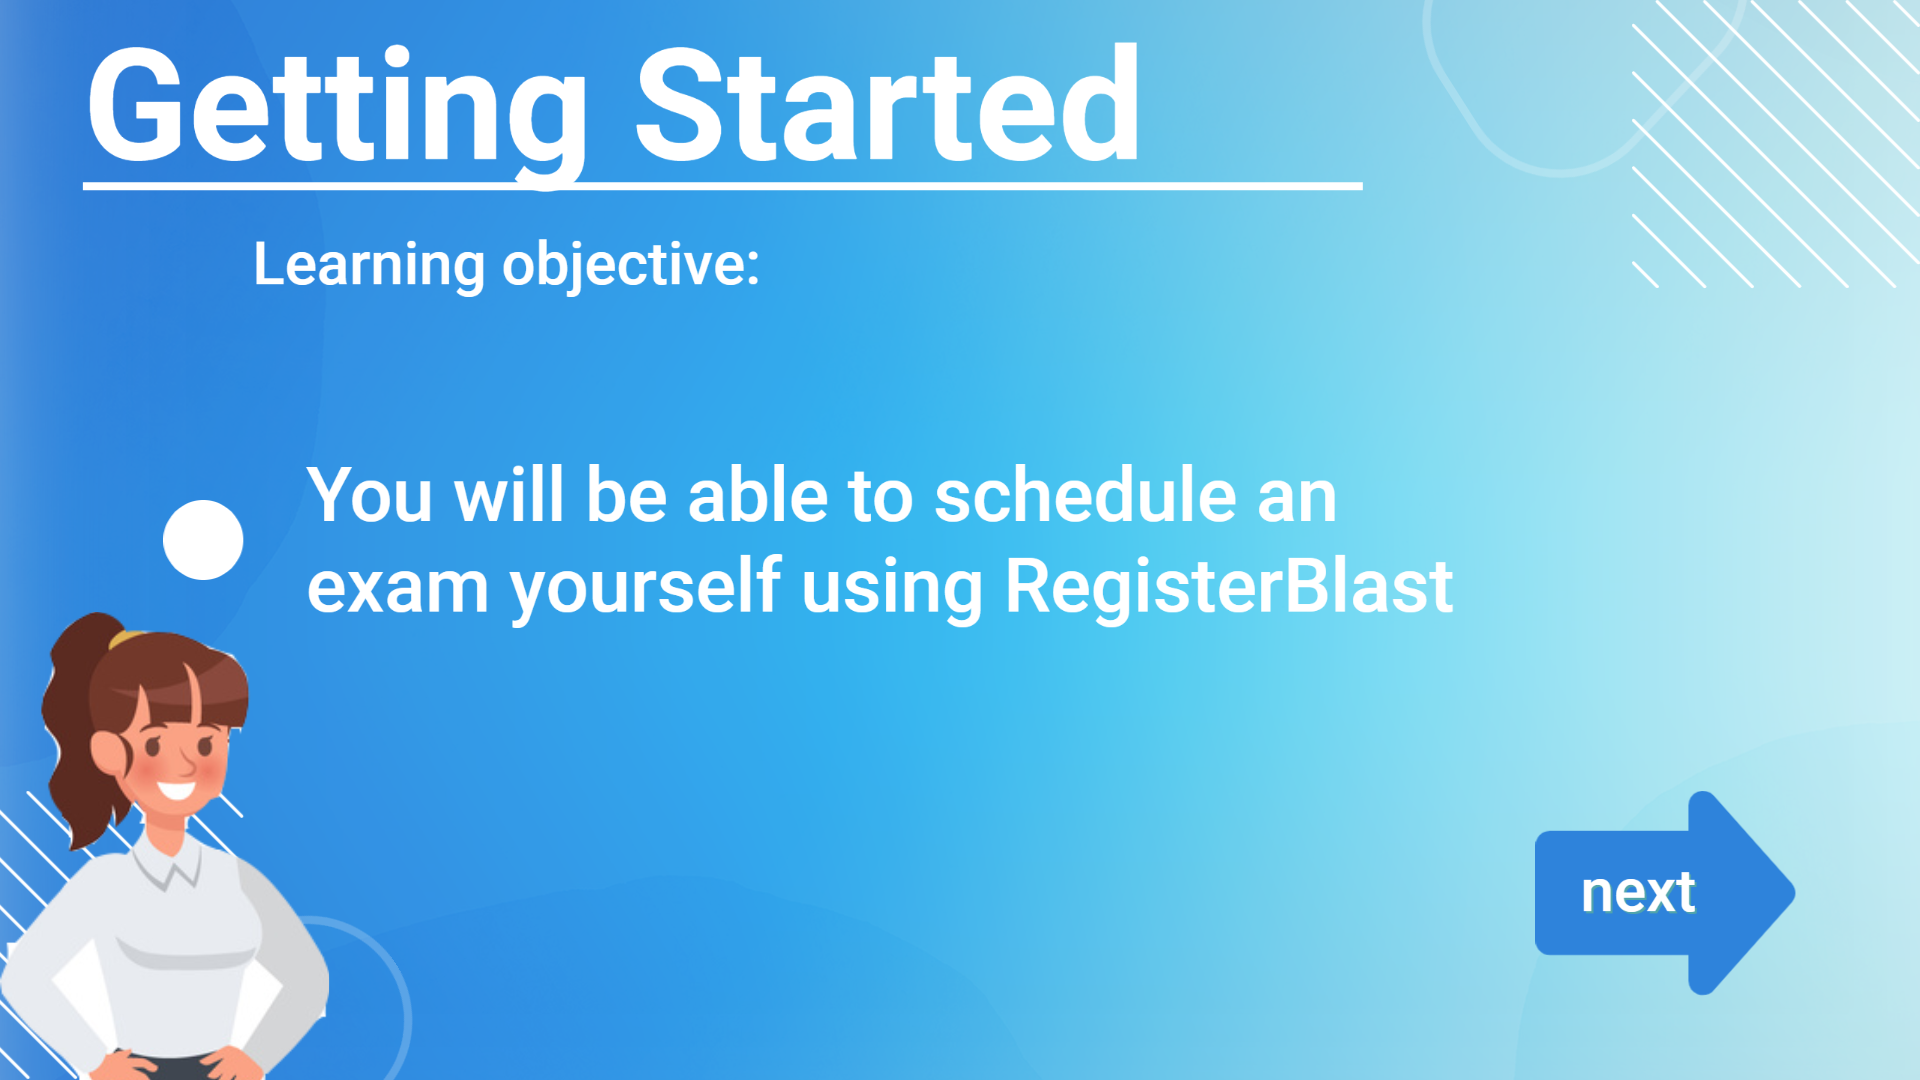 Getting Started
Learning objective:
You will be able to schedule an
exam yourself using RegisterBlast
next